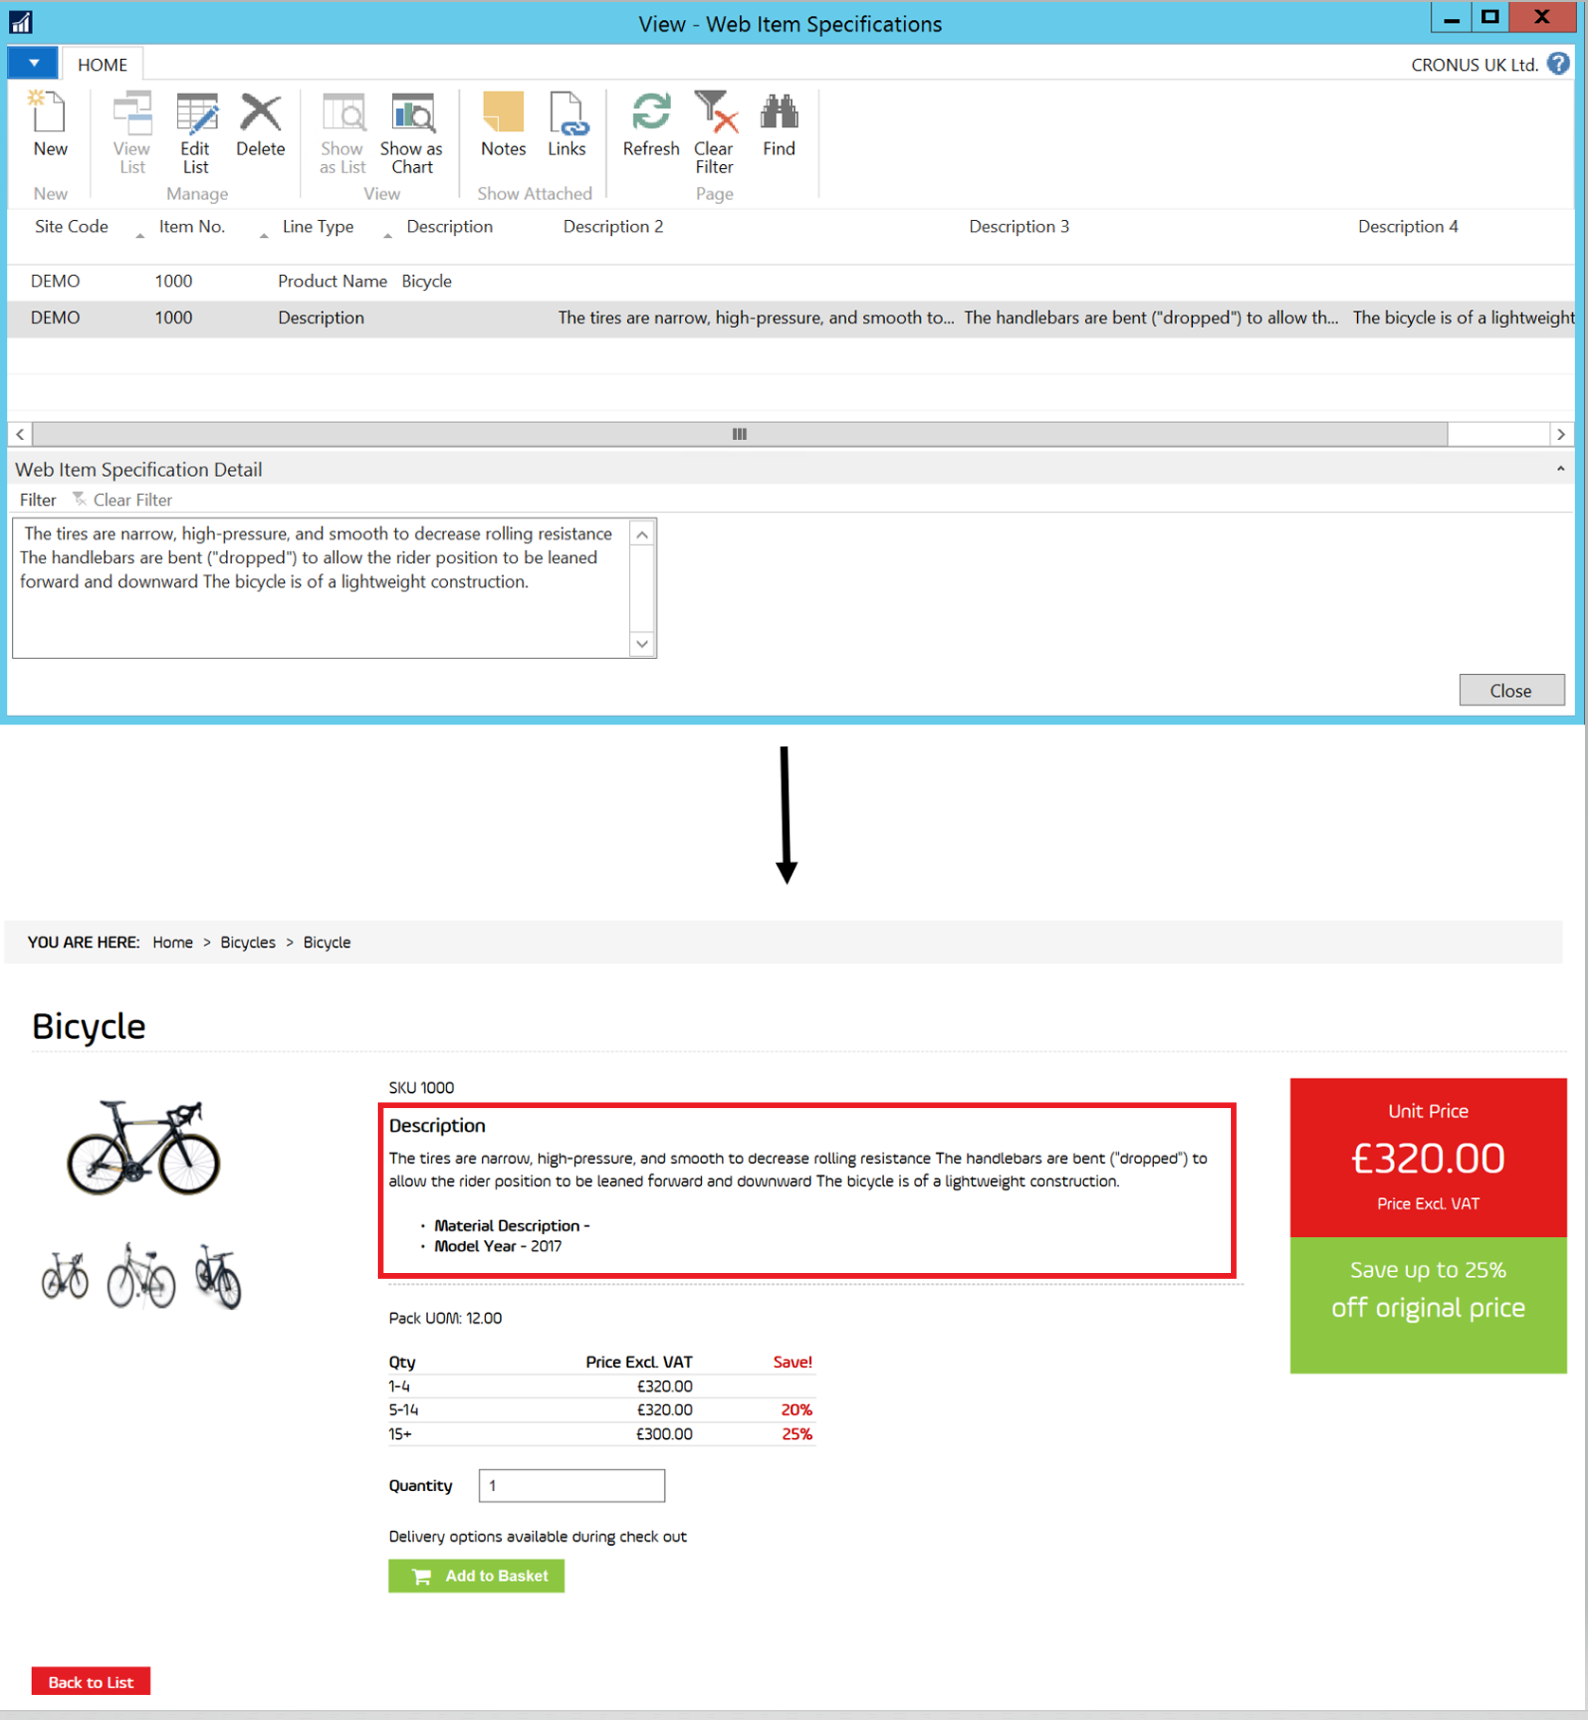 View - Web Item Specifications
HOME
CRONUS UK Ltd.
New
View List
Edit List
Delete
Show as List
Show as Chart
Notes
Links
Refresh
Clear Filter
Find
New
Manage
View
Show Attached
Page
Site Code Item No. Line Type Description Description 2 Description 3 Description 4
DEMO 1000 Product Name Bicycle
DEMO 1000 Description The tires are narrow, high-pressure, and smooth to... The handlebars are bent ("dropped") to allow th... The bicycle is of a lightweight
Web Item Specification Detail
Filter Clear Filter
The tires are narrow, high-pressure, and smooth to decrease rolling resistance
The handlebars are bent ("dropped") to allow the rider position to be leaned
forward and downward The bicycle is of a lightweight construction.
Close
YOU ARE HERE: Home > Bicycles > Bicycle
Bicycle
SKU 1000
Description
The tires are narrow, high-pressure, and smooth to decrease rolling resistance The handlebars are bent ("dropped") to
allow the rider position to be leaned forward and downward The bicycle is of a lightweight construction.
• Material Description -
• Model Year - 2017
Unit Price
£320.00
Price Excl. VAT
Save up to 25%
off original price
Pack UOM: 12.00
Qty Price Excl. VAT Save!
1-4 £320.00
5-14 £320.00 20%
15+ £300.00 25%
Quantity 1
Delivery options available during check out
Add to Basket
Back to List